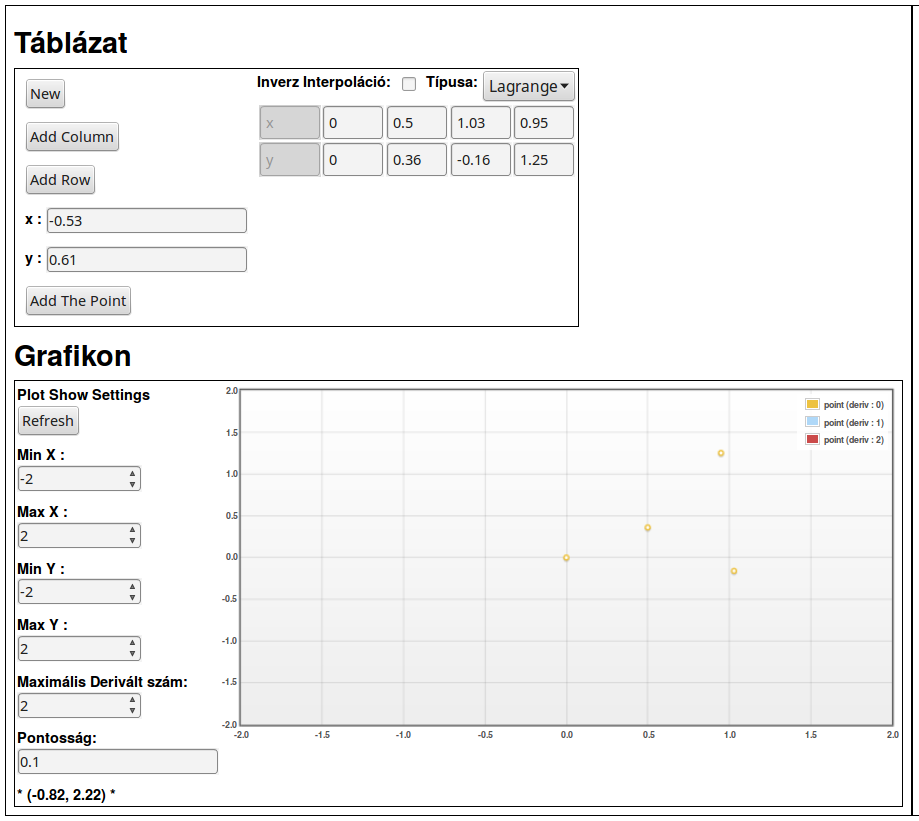 Táblázat
New
Inverz Interpoláció: Típusa: Lagrange
Add Column
x 0 0.5 1.03 0.95
y 0 0.36 -0.16 1.25
Add Row
x : -0.53
y : 0.61
Add The Point
Grafikon
Plot Show Settings
Refresh
Min X :
-2
Max X :
2
Min Y :
-2
Max Y :
2
Maximális Derivált szám:
2
Pontosság:
0.1
* (-0.82, 2.22) *
2.0
1.5
1.0
0.5
0.0
-0.5
-1.0
-1.5
-2.0
-2.0 -1.5 -1.0 -0.5 0.0 0.5 1.0 1.5 2.0
point (deriv : 0)
point (deriv : 1)
point (deriv : 2)